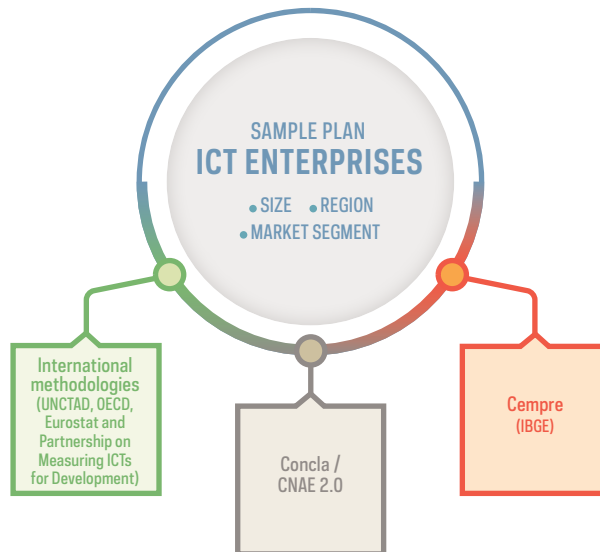 SAMPLE PLAN
ICT ENTERPRISES
• SIZE • REGION
• MARKET SEGMENT
International
methodologies
(UNCTAD, OECD,
Eurostat and
Partnership on
Measuring ICTs
for Development)
Concla /
CNAE 2.0
Cempre
(IBGE)